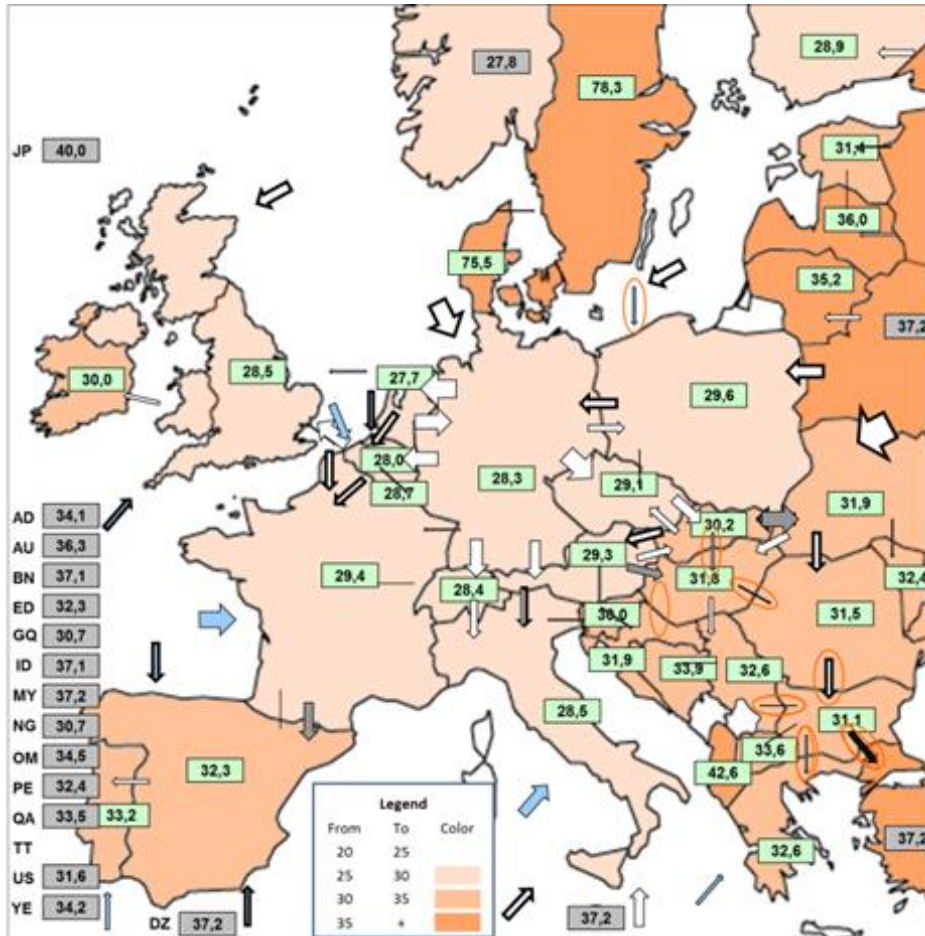 28,9
27,8
78,3
JP 40,0
31,4
36,0
75,5
35,2
37,2
30,0
28,5
27,7
29,6
28,0
28,3
29,1
28,7
AD 34,1
30,2
31,9
AU 36,3
29,3
BN 37,1
29,4
28,4
31,8
32,4
ED 32,3
30,0
31,5
GQ 30,7
ID 37,1
31,9
33,9
32,6
MY 37,2
28,5
31,1
NG 30,7
OM 34,5
32,3
33,6
PE 32,4
42,6
QA 33,5
33,2
37,2
TT
32,6
US 31,6
YE 34,2
DZ 37,2
37,2
Legend
From To Color
20 25
25 30
30 35
35 +